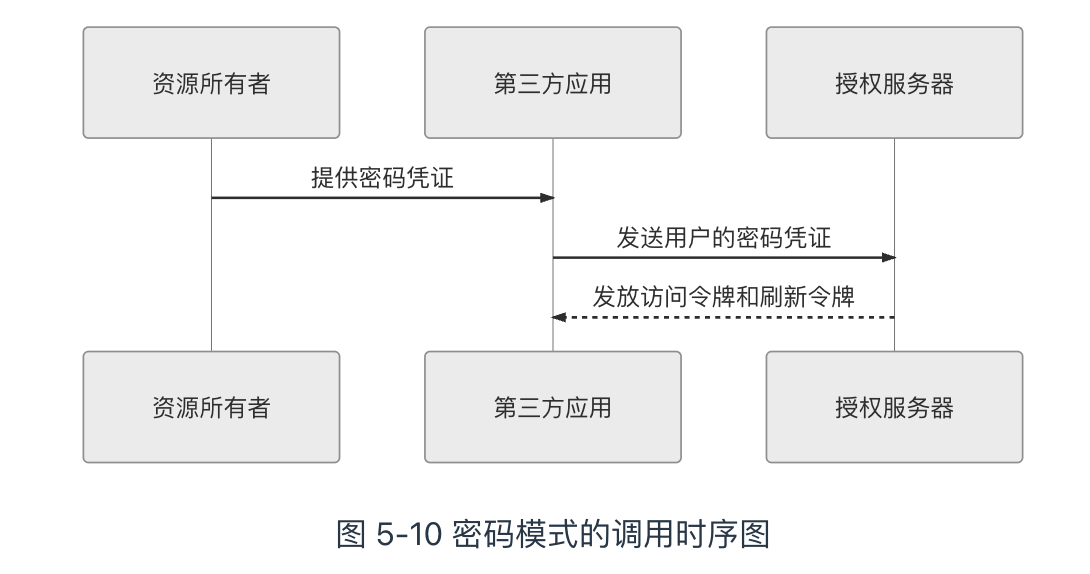 资源所有者
第三方应用
授权服务器
提供密码凭证
发送用户的密码凭证
发放访问令牌和刷新令牌
资源所有者
第三方应用
授权服务器
图 5-10 密码模式的调用时序图